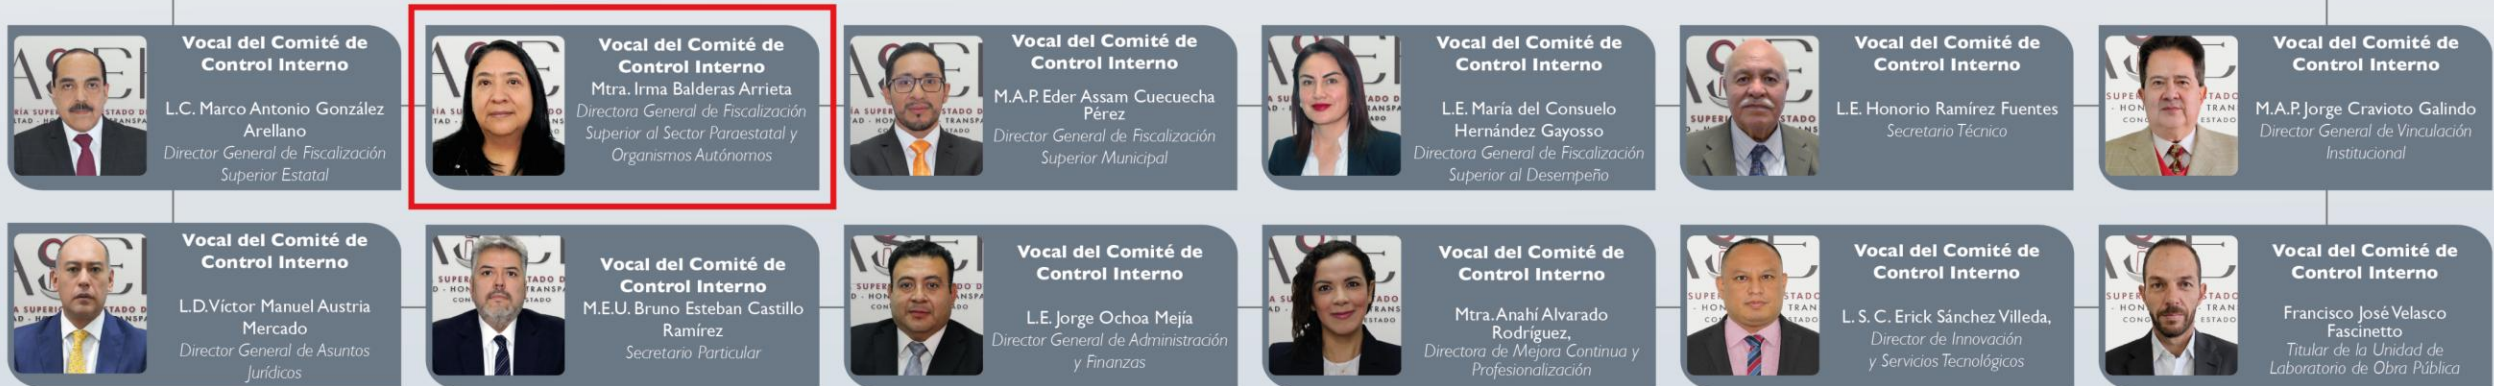 Vocal del Comité de
Control Interno
L.C. Marco Antonio González
Arellano
Director General de Fiscalización
Superior Estatal
Vocal del Comité de
Control Interno
Mtra. Irma Balderas Arrieta
Directora General de Fiscalización
Superior al Sector Paraestatal y
Organismos Autónomos
Vocal del Comité de
Control Interno
M.A.P. Eder Assam Cuecuecha
Pérez
Director General de Fiscalización
Superior Municipal
Vocal del Comité de
Control Interno
L.E. María del Consuelo
Hernández Gayosso
Directora General de Fiscalización
Superior al Desempeño
Vocal del Comité de
Control Interno
L.E. Honorio Ramírez Fuentes
Secretario Técnico
Vocal del Comité de
Control Interno
M.A.P. Jorge Cravioto Galindo
Director General de Vinculación
Institucional
Vocal del Comité de
Control Interno
L.D. Víctor Manuel Austria
Mercado
Director General de Asuntos
Jurídicos
Vocal del Comité de
Control Interno
M.E.U. Bruno Esteban Castillo
Ramírez
Secretario Particular
Vocal del Comité de
Control Interno
L.E. Jorge Ochoa Mejía
Director General de Administración
y Finanzas
Vocal del Comité de
Control Interno
Mtra. Anahí Alvarado
Rodríguez,
Directora de Mejora Continua y
Profesionalización
Vocal del Comité de
Control Interno
L. S. C. Erick Sánchez Villeda,
Director de Innovación
y Servicios Tecnológicos
Vocal del Comité de
Control Interno
Francisco José Velasco
Fascinetto
Titular de la Unidad de
Laboratorio de Obra Pública